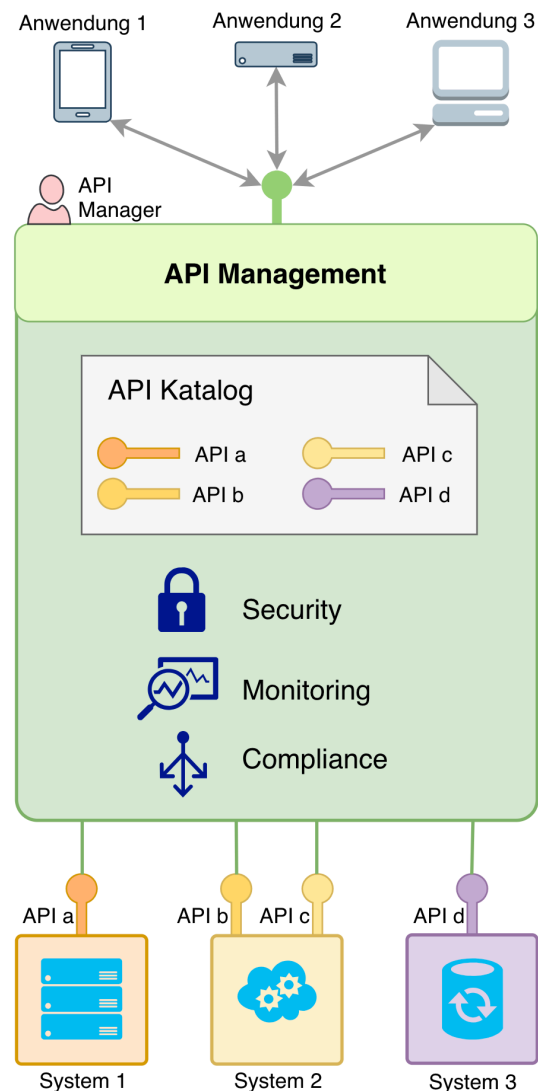 Anwendung 1
Anwendung 2
Anwendung 3
API
Manager
API Management
API Katalog
API a
API c
API b
API d
Security
Monitoring
Compliance
API a
API b
API c
API d
System 1
System 2
System 3